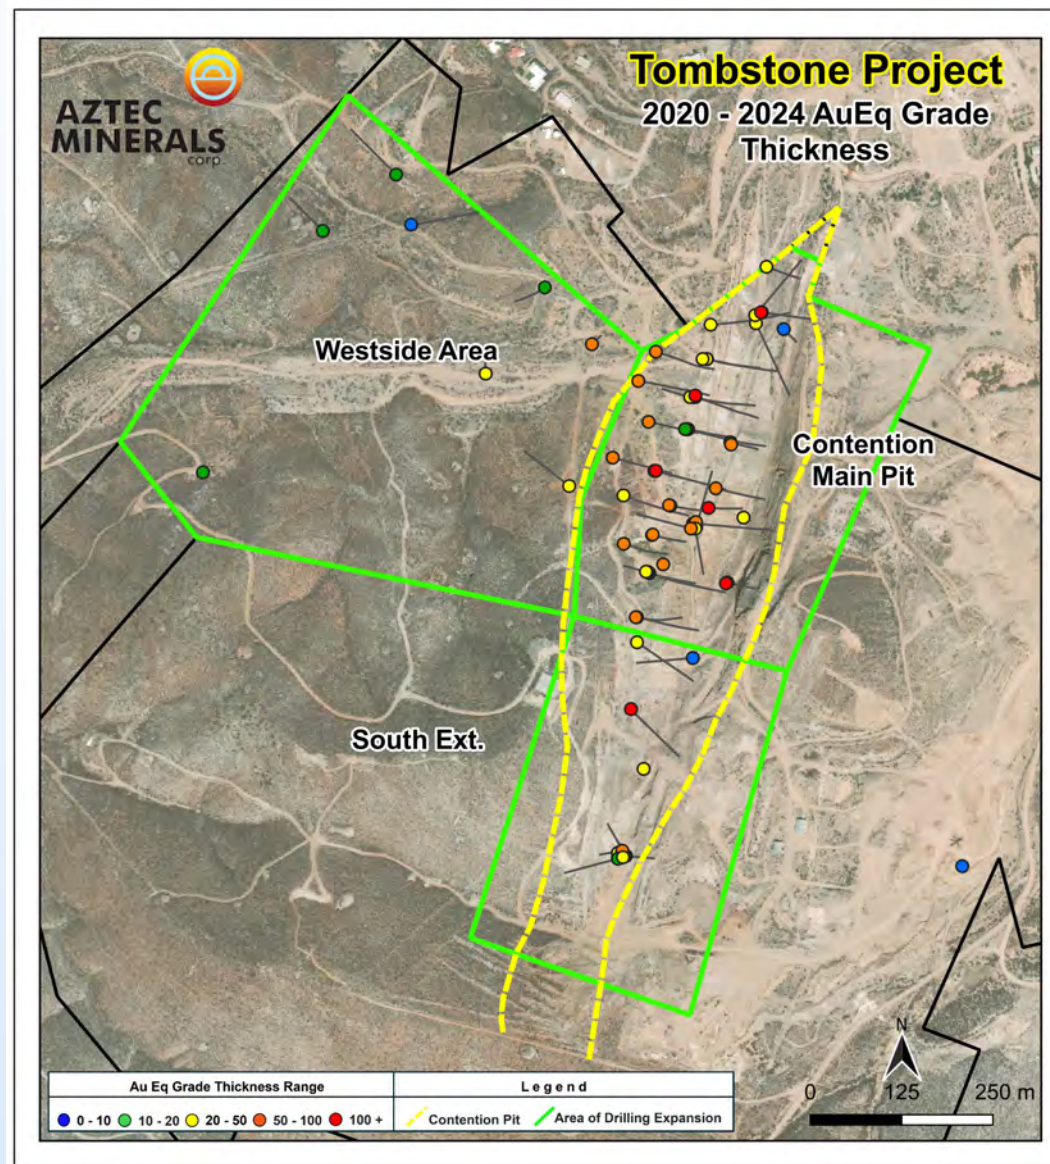 AZTEC
MINERALS
corp
Tombstone Project
2020 - 2024 AuEq Grade
Thickness
Westside Area
Contention
Main Pit
South Ext.
N
0 125 250 m
Au Eq Grade Thickness Range
0 - 10 10 - 20 20 - 50 50 - 100 100 +
Legend
Contention Pit Area of Drilling Expansion